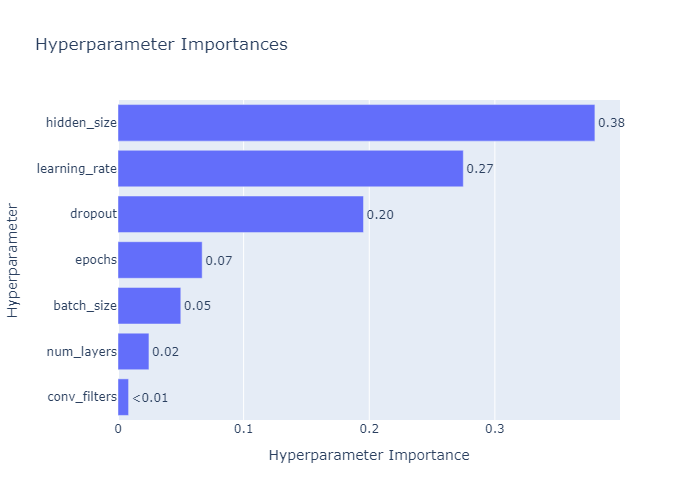 Hyperparameter Importances
Hyperparameter
hidden_size 0.38
learning_rate 0.27
dropout 0.20
epochs 0.07
batch_size 0.05
num_layers 0.02
conv_filters <0.01
0 0.1 0.2 0.3
Hyperparameter Importance